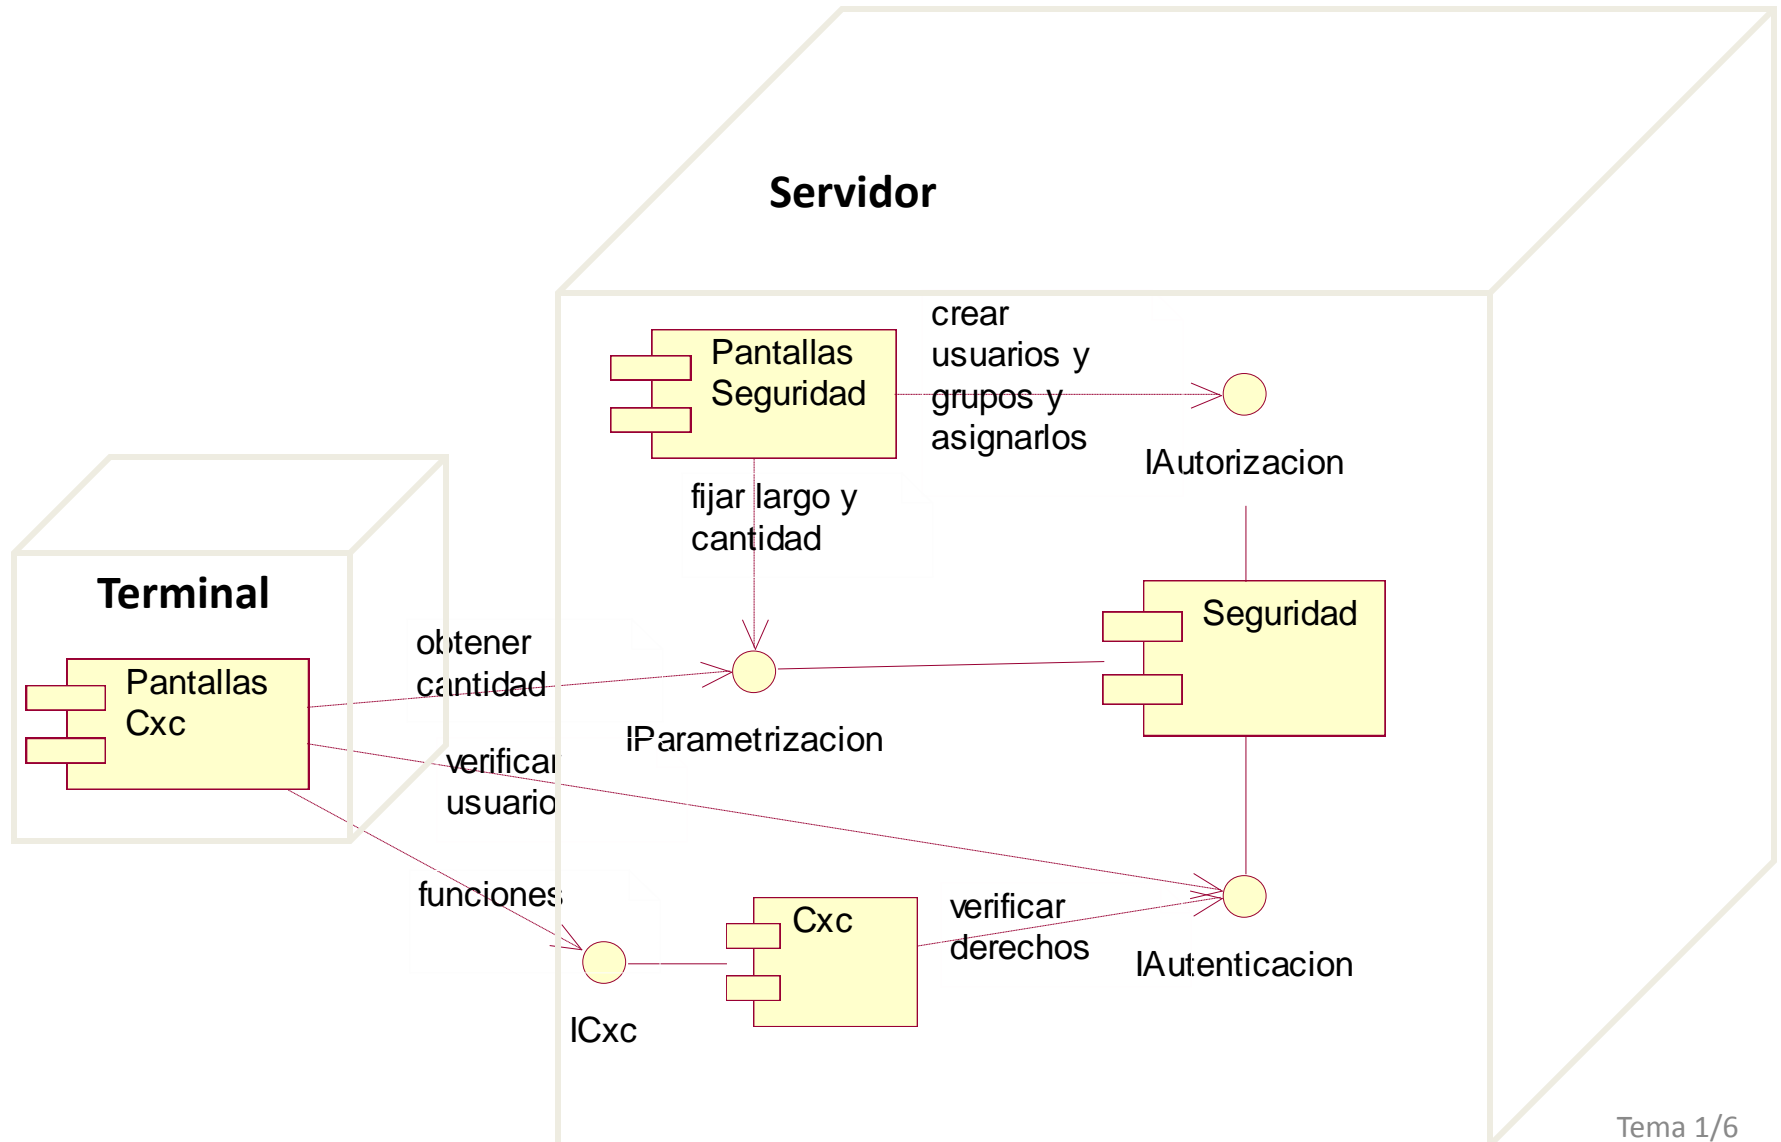 Servidor
crear
usuarios y
grupos y
asignarlos
Pantallas
Seguridad
IAutorizacion
fijar largo y
cantidad
Terminal
Seguridad
obtener
cantidad
Pantallas
Cxc
IParametrizacion
verificar
usuario
funciones
Cxc
verificar
derechos
IAutenticacion
ICxc
Tema 1/6